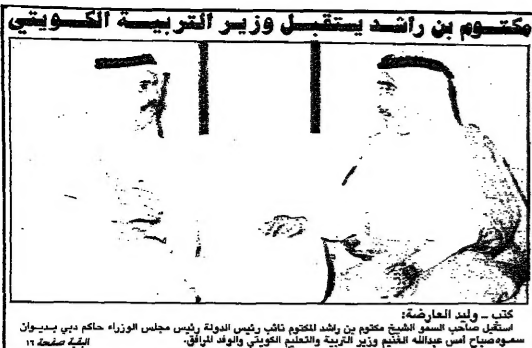 مكتوم بن راشد يستقبل وزير التربية الكويتي
كتب - وليد العارضة:
استقبل صاحب السمو الشيخ مكتوم بن راشد المكتوم نائب رئيس الدولة رئيس مجلس الوزراء حاكم دبي بديوان
سموه صباح امس عبدالله الغنيم وزير التربية والتعليم الكويتي والوفد المرافق.
البقية صفحة ١٦